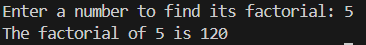 Enter a number to find its factorial: 5
The factorial of 5 is 120